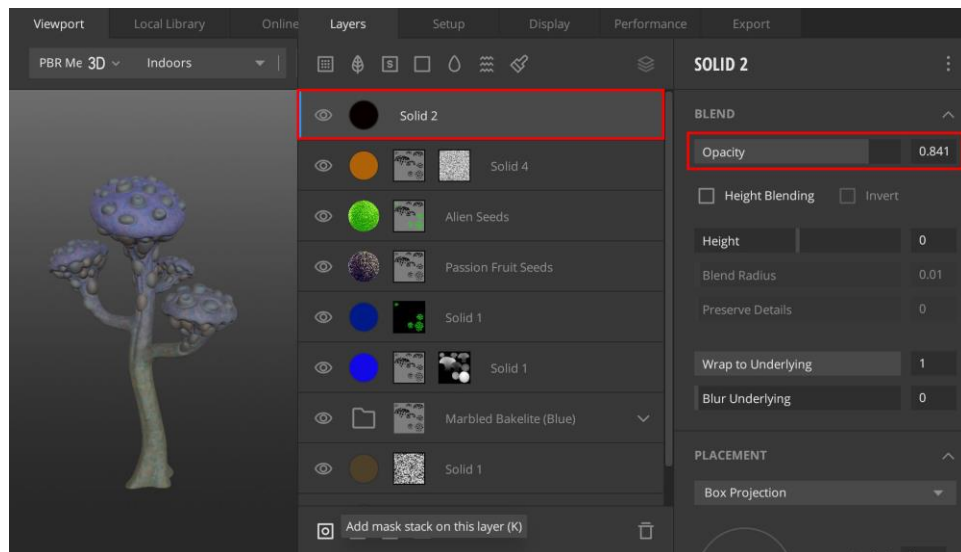 Viewport Local Library Online Layers Setup Display Performance Export
PBR Me 3D Indoors
SOLID 2
Solid 2
BLEND
Opacity 0.841
Solid 4
Height Blending Invert
Alien Seeds
Height 0
Passion Fruit Seeds
Blend Radius 0.01
Preserve Details 0
Solid 1
Wrap to Underlying 1
Solid 1
Blur Underlying 0
Marbled Bakelite (Blue)
PLACEMENT
Solid 1
Box Projection
Add mask stack on this layer (K)